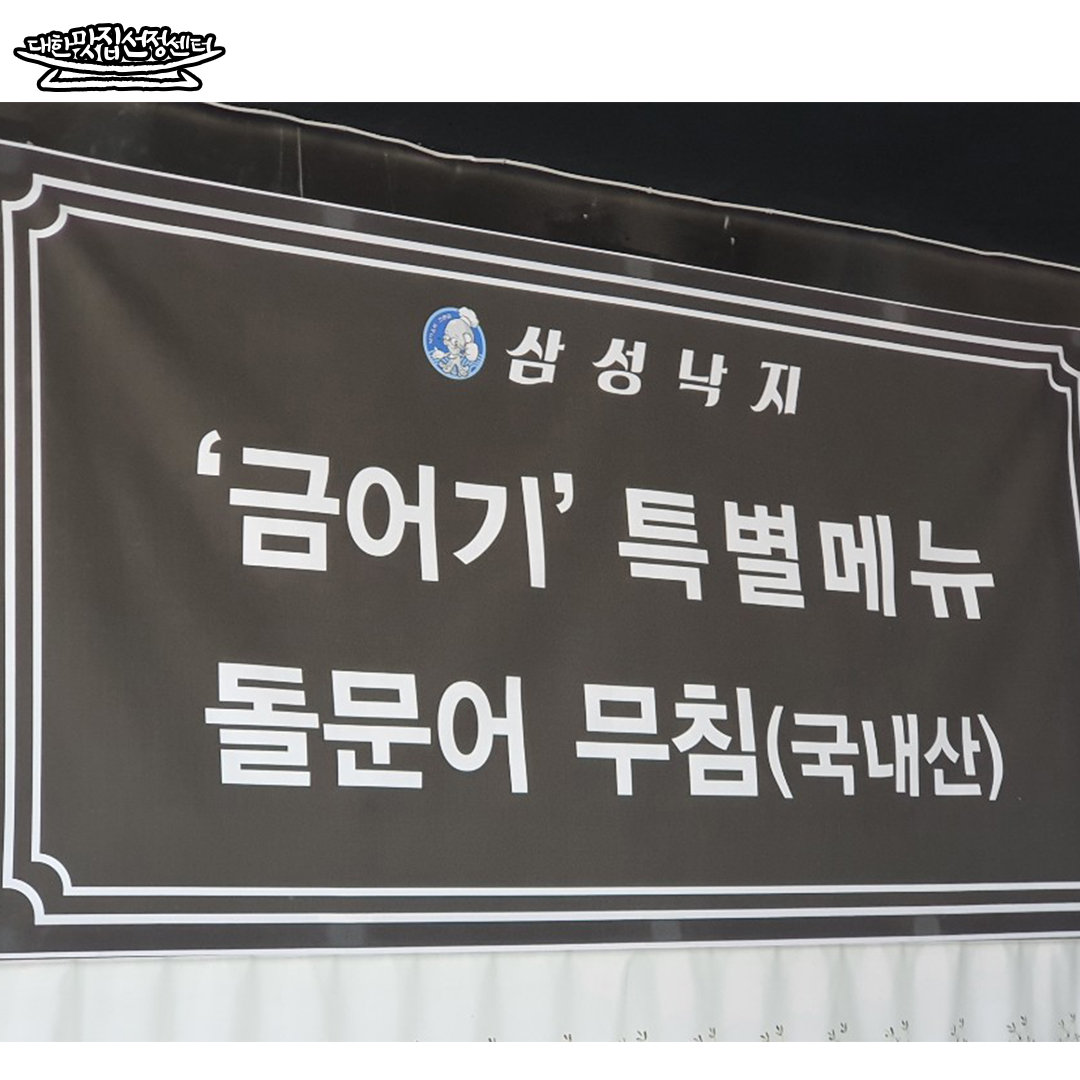 대한맛집선정센터
삼성낙지
‘금어기’ 특별메뉴
돌문어 무침(국내산)